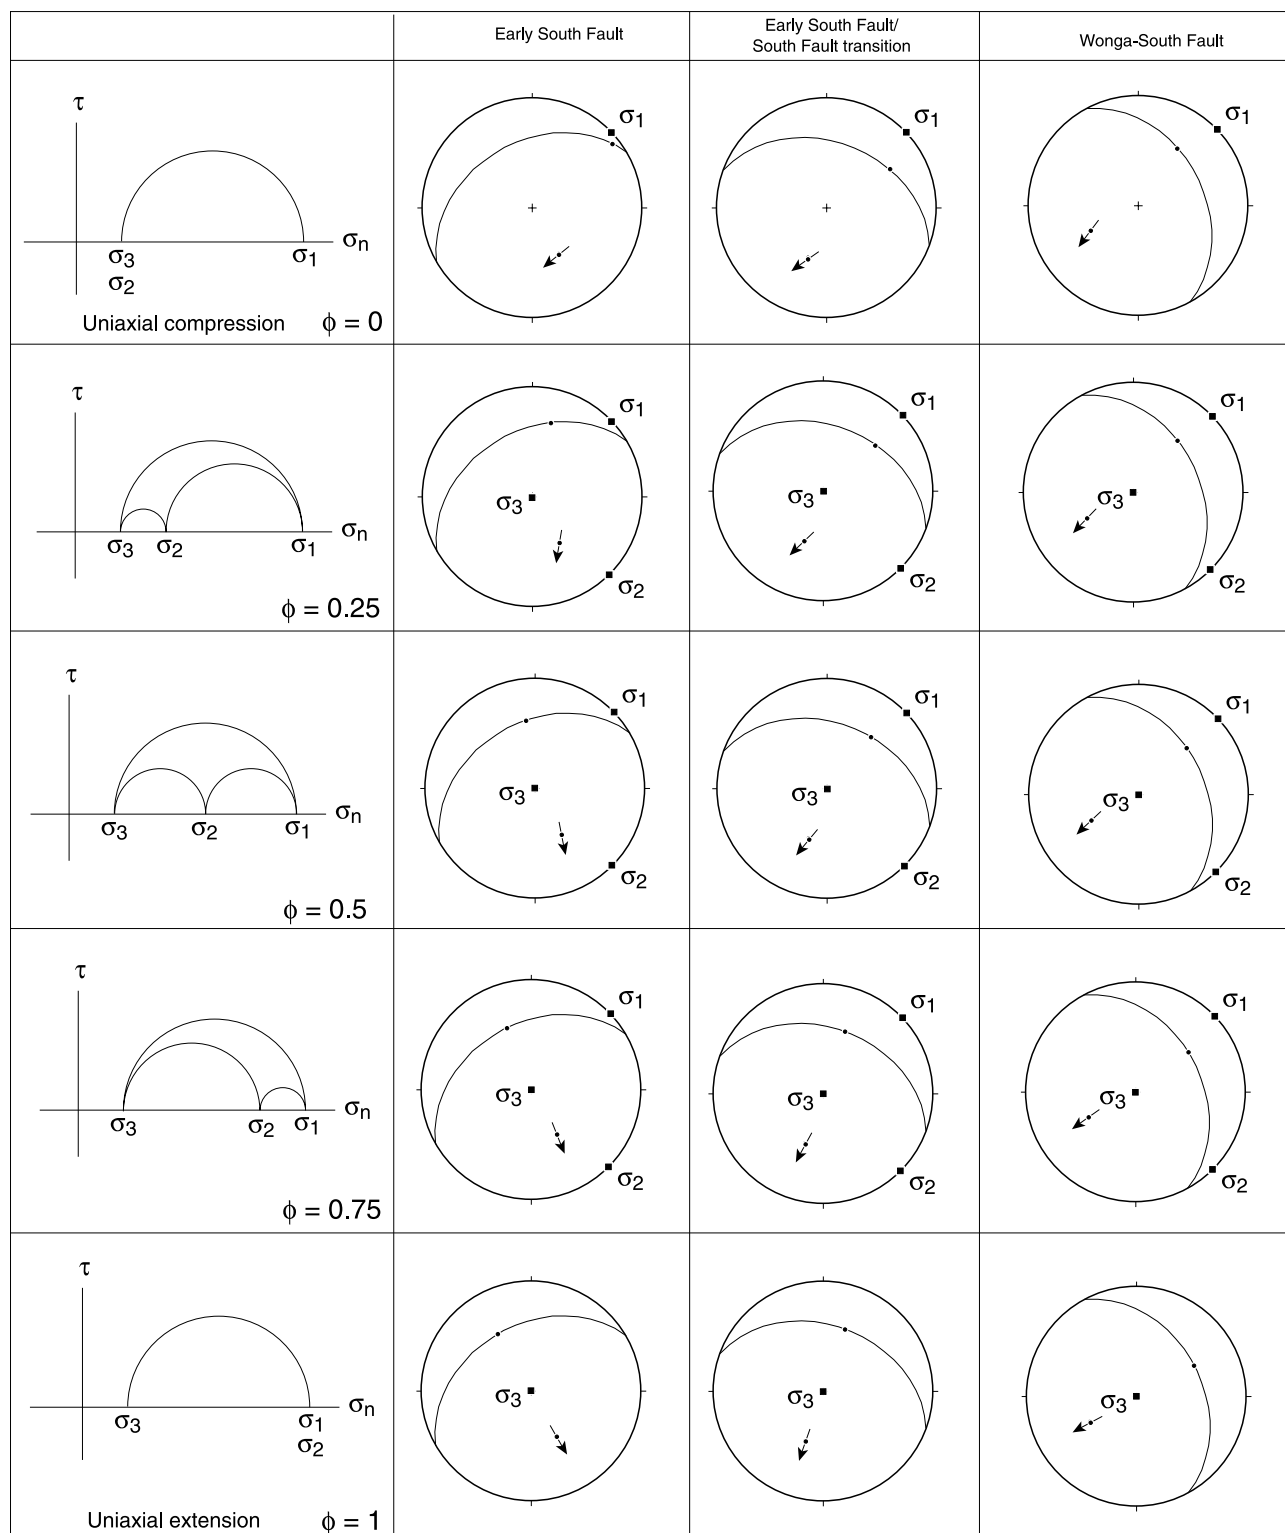 Early South Fault
Early South Fault/
South Fault transition
Wonga-South Fault
τ
σn
σ3
σ2
σ1
Uniaxial compression
ϕ = 0
σ1
σ1
σ1
τ
σn
σ3
σ2
σ1
ϕ = 0.25
σ1
σ3
σ2
σ1
σ3
σ2
σ1
σ3
σ2
τ
σn
σ3
σ2
σ1
ϕ = 0.5
σ1
σ3
σ2
σ1
σ3
σ2
σ1
σ3
σ2
τ
σn
σ3
σ2
σ1
ϕ = 0.75
σ1
σ3
σ2
σ1
σ3
σ2
σ1
σ3
σ2
τ
σn
σ3
σ1
σ2
Uniaxial extension
ϕ = 1
σ3
σ3
σ3